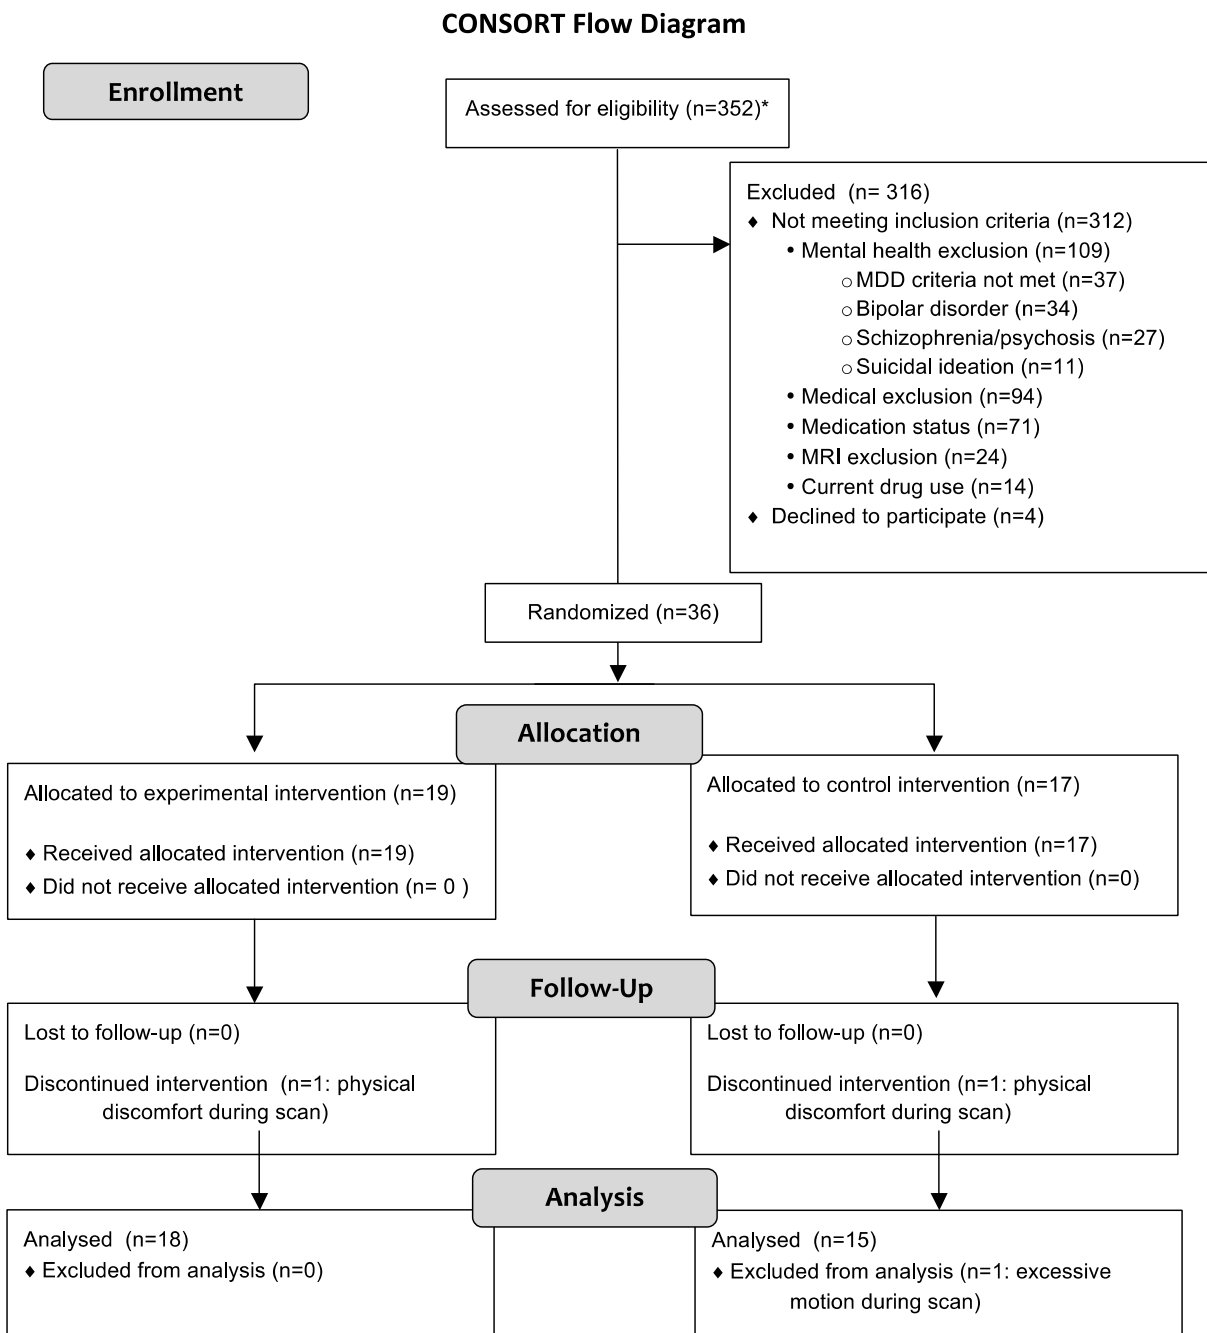 CONSORT Flow Diagram
Enrollment
Assessed for eligibility (n=352)*
Excluded (n= 316)
♦ Not meeting inclusion criteria (n=312)
• Mental health exclusion (n=109)
○ MDD criteria not met (n=37)
○ Bipolar disorder (n=34)
○ Schizophrenia/psychosis (n=27)
○ Suicidal ideation (n=11)
• Medical exclusion (n=94)
• Medication status (n=71)
• MRI exclusion (n=24)
• Current drug use (n=14)
♦ Declined to participate (n=4)
Randomized (n=36)
Allocation
Allocated to experimental intervention (n=19)
♦ Received allocated intervention (n=19)
♦ Did not receive allocated intervention (n= 0 )
Allocated to control intervention (n=17)
♦ Received allocated intervention (n=17)
♦ Did not receive allocated intervention (n=0)
Follow-Up
Lost to follow-up (n=0)
Discontinued intervention (n=1: physical
discomfort during scan)
Lost to follow-up (n=0)
Discontinued intervention (n=1: physical
discomfort during scan)
Analysis
Analysed (n=18)
♦ Excluded from analysis (n=0)
Analysed (n=15)
♦ Excluded from analysis (n=1: excessive
motion during scan)